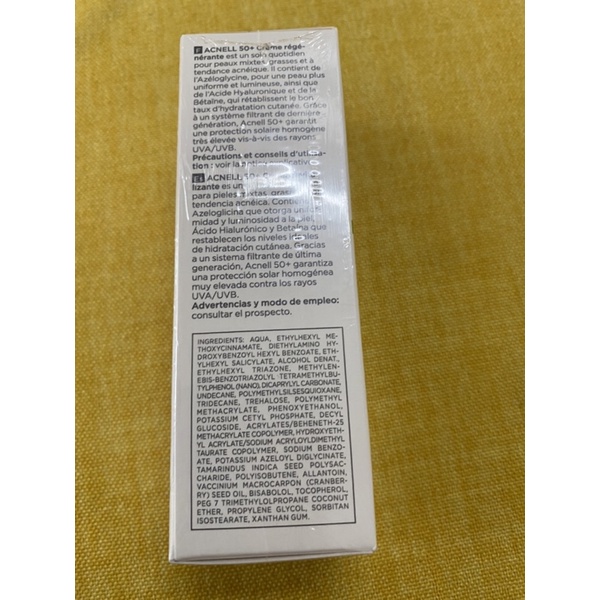 F ACNELL 50+ Crème régé-
nérante est un soin quotidien
pour peaux mixtes, grasses et à
tendance acnéique. Il contient de
l'Azéloglycine, pour une peau plus
uniforme et lumineuse, ainsi
que de l'Acide Hyaluronique et de la
Bétaïne, qui rétablissent le bon
taux d'hydratation cutanée. Grâce
à un système filtrant de dernière
génération, Acnell 50+ garantit
une protection solaire homogène
très élevée vis-à-vis des rayons
UVA/UVB.
Précautions et conseils d'utilisa-
tion : voir la
ES ACNELL 50+
lizante es un
para pieles mixtas,
tendencia acnéica.
Azeloglicina que otorga
midad y luminosidad a la piel,
Ácido Hialurónico y Betaína que
restablecen los niveles ideales
de hidratación cutánea. Gracias
a un sistema filtrante de última
generación, Acnell 50+ garantiza
una protección solar homogénea
muy elevada contra los rayos
UVA/UVB.
Advertencias y modo de empleo:
consultar el prospecto.
INGREDIENTS: AQUA, ETHYLHEXYL ME-
THOXYCINNAMATE, DIETHYLAMINO HY-
DROXYBENZOYL HEXYL BENZOATE, ETH-
YLHEXYL SALICYLATE, ALCOHOL DENAT.,
ETHYLHEXYL TRIAZONE, METHYLEN-
EBIS-BENZOTRIAZOLYL TETRAMETHYLBU-
TYLPHENOL (NANO), DICAPRYLYL CARBONATE,
UNDECANE, POLYMETHYLSILSESQUIOXANE,
TRIDECANE, TREHALOSE, POLYMETHYL
METHACRYLATE, PHENOXYETHANOL,
POTASSIUM CETYL PHOSPHATE, DECYL
GLUCOSIDE, ACRYLATES/BEHENETH-25
METHACRYLATE COPOLYMER, HYDROXYETH-
YL ACRYLATE/SODIUM ACRYLOYLDIMETHYL
TAURATE COPOLYMER, SODIUM BENZO-
ATE, POTASSIUM AZELOYL DIGLYCINATE,
TAMARINDUS INDICA SEED POLYSAC-
CHARIDE, POLYISOBUTENE, ALLANTOIN,
VACCINIUM MACROCARPON (CRANBER-
RY) SEED OIL, BISABOLOL, TOCOPHEROL,
PEG 7 TRIMETHYLOLPROPANE COCONUT
ETHER, PROPYLENE GLYCOL, SORBITAN
ISOSTEARATE, XANTHAN GUM.